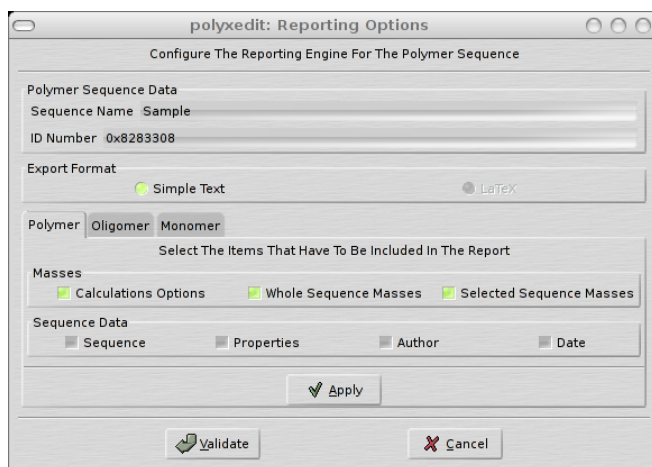 polyxedit: Reporting Options
Configure The Reporting Engine For The Polymer Sequence
Polymer Sequence Data
Sequence Name Sample
ID Number 0x8283308
Export Format
Simple Text LaTeX
Polymer Oligomer Monomer
Select The Items That Have To Be Included In The Report
Masses
Calculations Options Whole Sequence Masses Selected Sequence Masses
Sequence Data
Sequence Properties Author Date
Apply
Validate Cancel